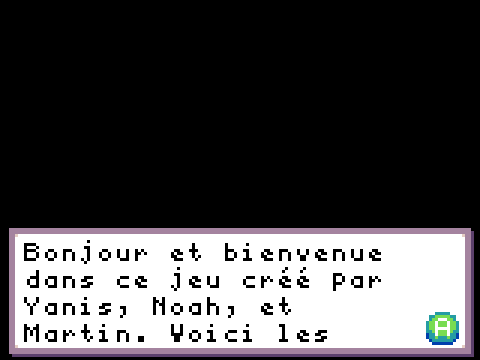 Bonjour et bienvenue
dans ce jeu créé par
Yanis, Noah, et
Martin. Voici les
A